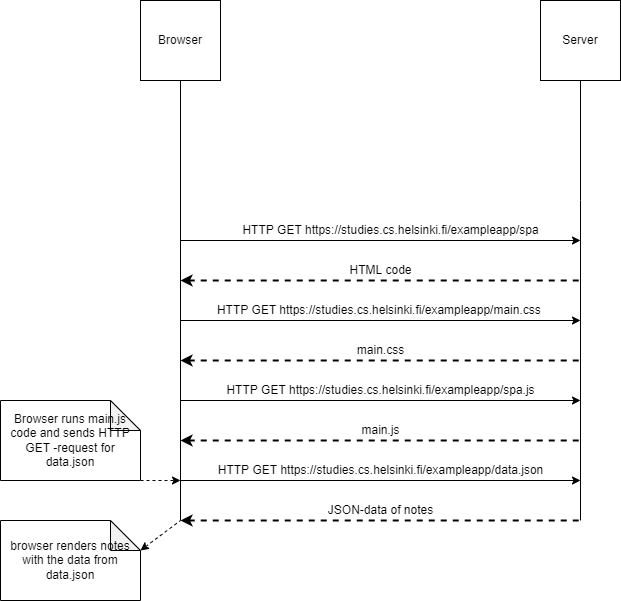 Browser
Server
HTTP GET https://studies.cs.helsinki.fi/exampleapp/spa
HTML code
HTTP GET https://studies.cs.helsinki.fi/exampleapp/main.css
main.css
HTTP GET https://studies.cs.helsinki.fi/exampleapp/spa.js
Browser runs main.js
code and sends HTTP
GET -request for
data.json
main.js
HTTP GET https://studies.cs.helsinki.fi/exampleapp/data.json
JSON-data of notes
browser renders notes
with the data from
data.json